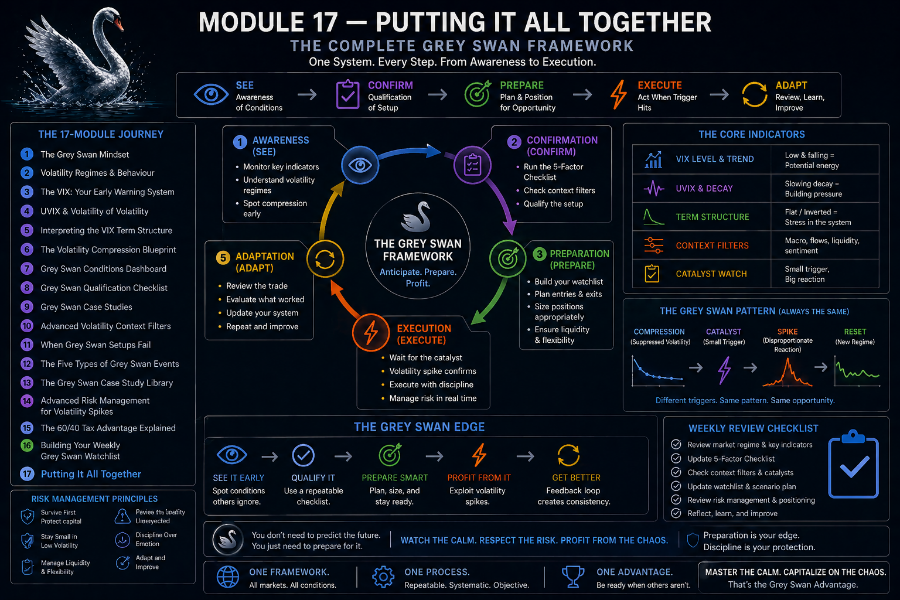 MODULE 17 — PUTTING IT ALL TOGETHER
THE COMPLETE GREY SWAN FRAMEWORK
One System. Every Step. From Awareness to Execution.
SEE
Awareness
of Conditions
CONFIRM
Qualification
of Setup
PREPARE
Plan & Position
for Opportunity
EXECUTE
Act When Trigger
Hits
ADAPT
Review, Learn,
Improve
THE 17-MODULE JOURNEY
1 The Grey Swan Mindset
2 Volatility Regimes & Behaviour
3 The VIX: Your Early Warning System
4 UVIX & Volatility of Volatility
5 Interpreting the VIX Term Structure
6 The Volatility Compression Blueprint
7 Grey Swan Conditions Dashboard
8 Grey Swan Qualification Checklist
9 Grey Swan Case Studies
10 Advanced Volatility Context Filters
11 When Grey Swan Setups Fail
12 The Five Types of Grey Swan Events
13 The Grey Swan Case Study Library
14 Advanced Risk Management
for Volatility Spikes
15 The 60/40 Tax Advantage Explained
16 Building Your Weekly
Grey Swan Watchlist
17 Putting It All Together
RISK MANAGEMENT PRINCIPLES
Survive First
Protect capital
Stay Small in
Low Volatility
Manage Liquidity
& Flexibility
the
Discipline Over
Emotion
Adapt and
Improve
1 AWARENESS
(SEE)
• Monitor key indicators
• Understand volatility
regimes
• Spot compression
early
2 CONFIRMATION
(CONFIRM)
• Run the 5-Factor
Checklist
• Check context filters
• Qualify the setup
3 PREPARATION
(PREPARE)
• Build your watchlist
• Plan entries & exits
• Size positions
appropriately
• Ensure liquidity
& flexibility
EXECUTION
(EXECUTE)
• Wait for the catalyst
• Volatility spike confirms
• Execute with discipline
• Manage risk in real time
5 ADAPTATION
(ADAPT)
• Review the trade
• Evaluate what worked
• Update your system
• Repeat and improve
THE GREY SWAN
FRAMEWORK
Anticipate. Prepare.
Profit.
THE CORE INDICATORS
VIX LEVEL & TREND
Low & falling =
Potential energy
UVIX & DECAY
Slowing decay =
Building pressure
TERM STRUCTURE
Flat / Inverted =
Stress in the system
CONTEXT FILTERS
Macro, flows, liquidity,
sentiment
CATALYST WATCH
Small trigger,
Big reaction
THE GREY SWAN PATTERN (ALWAYS THE SAME)
COMPRESSION
(Suppressed Volatility)
CATALYST
(Small Trigger)
SPIKE
(Disproportionate
Reaction)
RESET
(New Regime)
Different triggers. Same pattern. Same opportunity.
THE GREY SWAN EDGE
SEE IT EARLY
Spot conditions
others ignore.
QUALIFY IT
Use a repeatable
checklist.
PREPARE SMART
Plan, size, and
stay ready.
PROFIT FROM IT
Exploit volatility
spikes.
GET BETTER
Feedback loop
creates consistency.
WEEKLY REVIEW CHECKLIST
Review market regime & key indicators
Update 5-Factor Checklist
Check context filters & catalysts
Update watchlist & scenario plan
Review risk management & positioning
Reflect, learn, and improve
You don't need to predict the future.
You just need to prepare for it.
WATCH THE CALM. RESPECT THE RISK. PROFIT FROM THE CHAOS.
Preparation is your edge.
Discipline is your protection.
ONE FRAMEWORK.
All markets. All conditions.
ONE PROCESS.
Repeatable. Systematic. Objective.
ONE ADVANTAGE.
Be ready when others aren't.
MASTER THE CALM. CAPITALIZE ON THE CHAOS.
That's the Grey Swan Advantage.